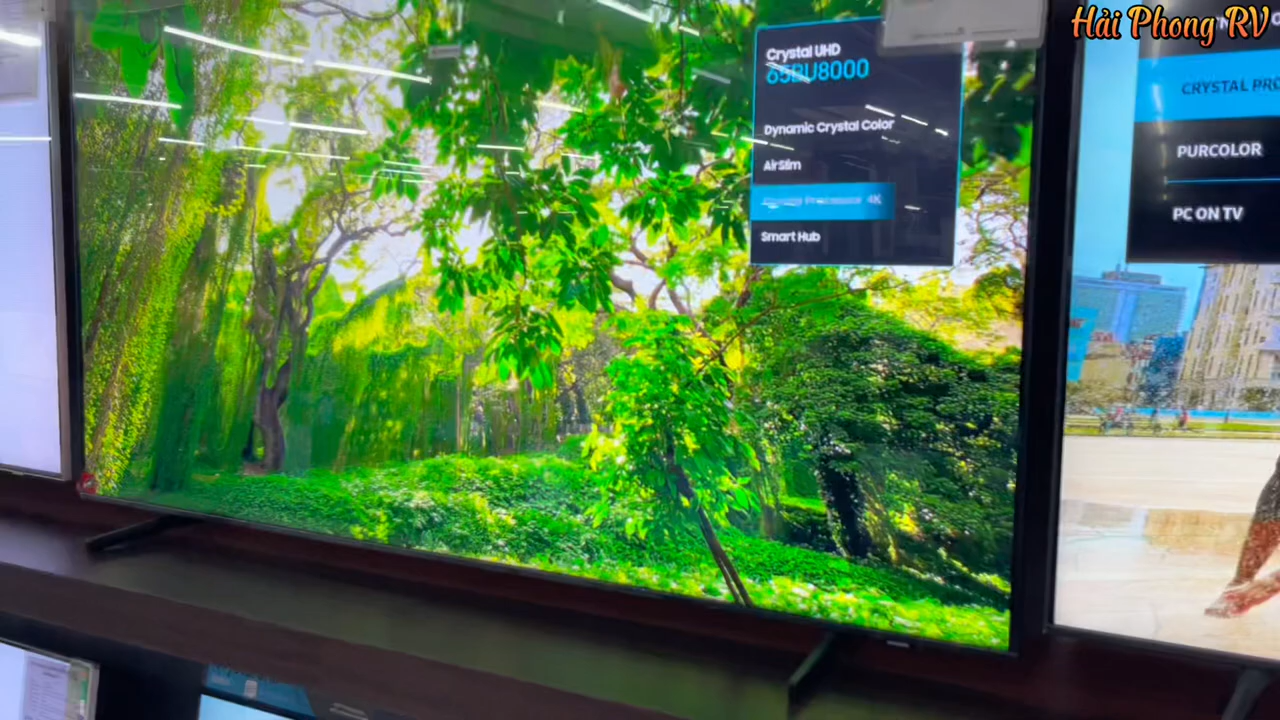 Hải Phong RV
Crystal UHD
65BU8000
Dynamic Crystal Color
AirSlim
4K
Smart Hub
CRYSTAL PRO
PURCOLOR
PC ON TV